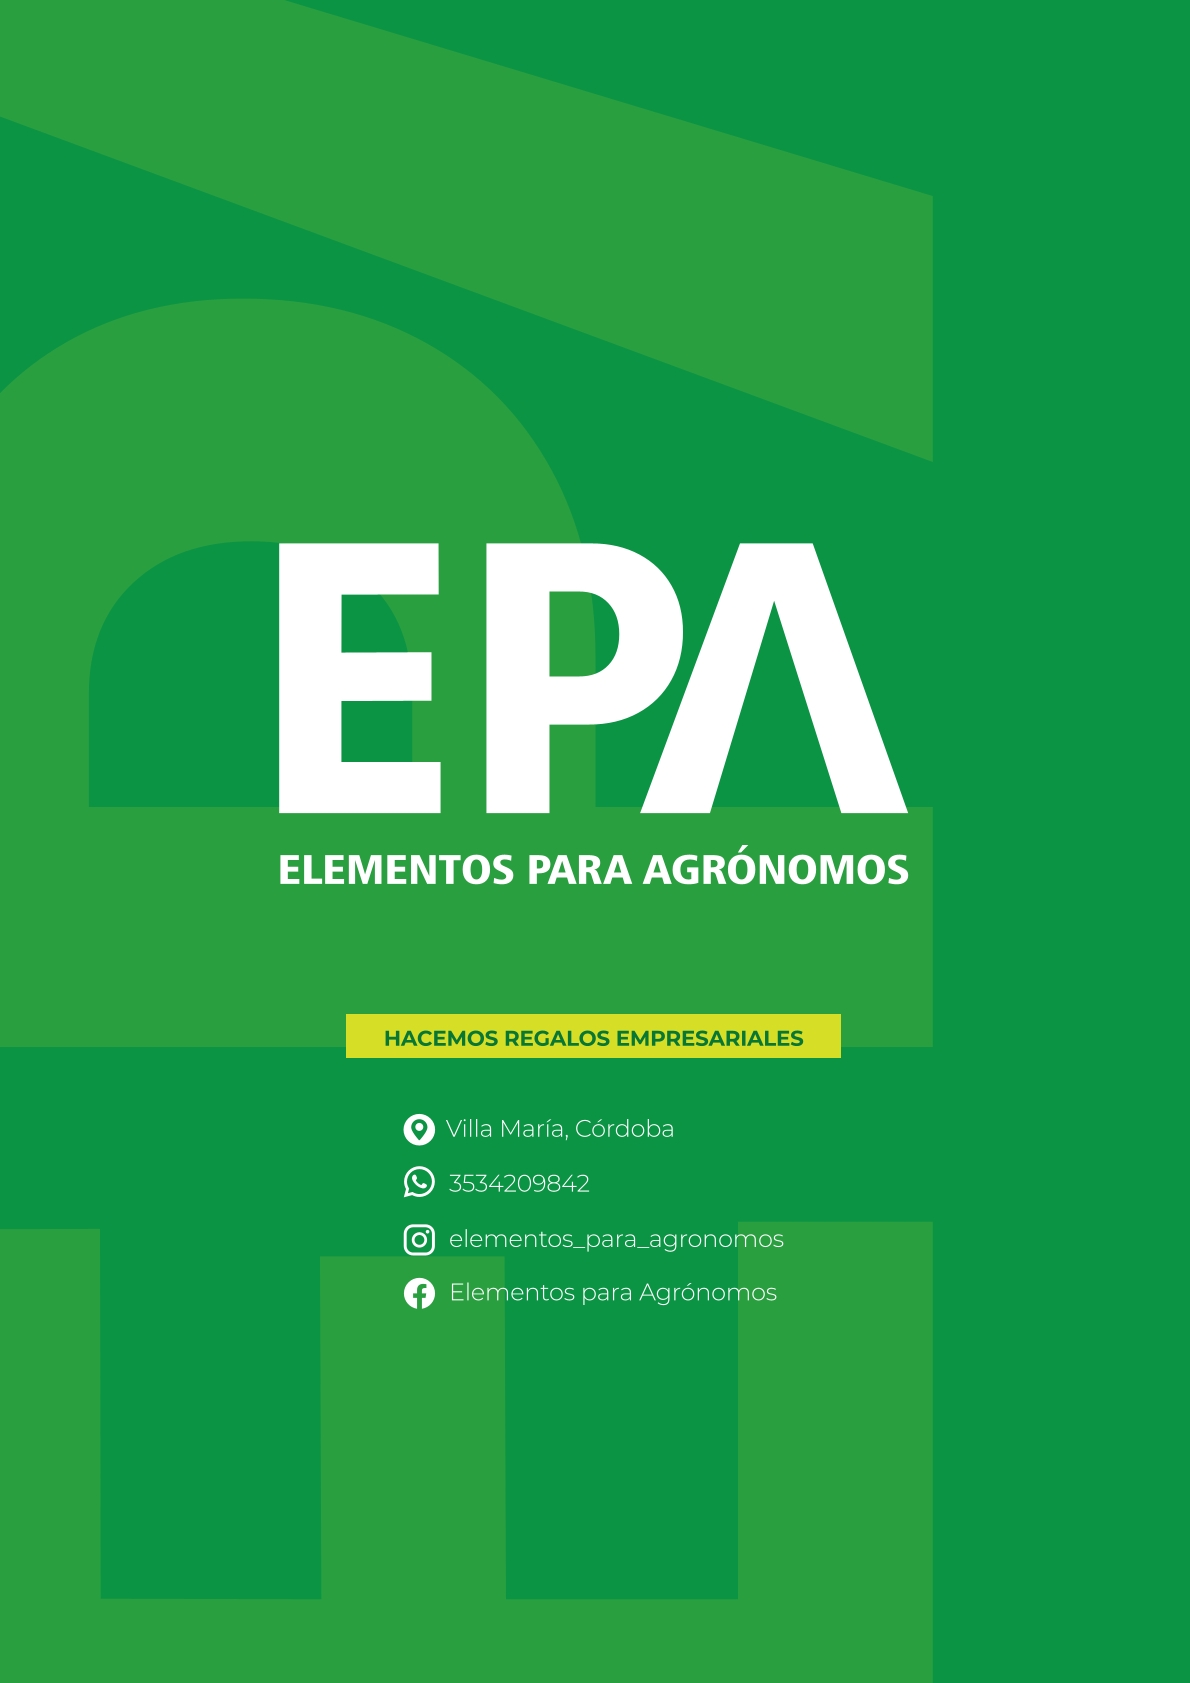 EPA
ELEMENTOS PARA AGRÓNOMOS
HACEMOS REGALOS EMPRESARIALES
Villa María, Córdoba
3534209842
elementos_para_agronomos
Elementos para Agrónomos